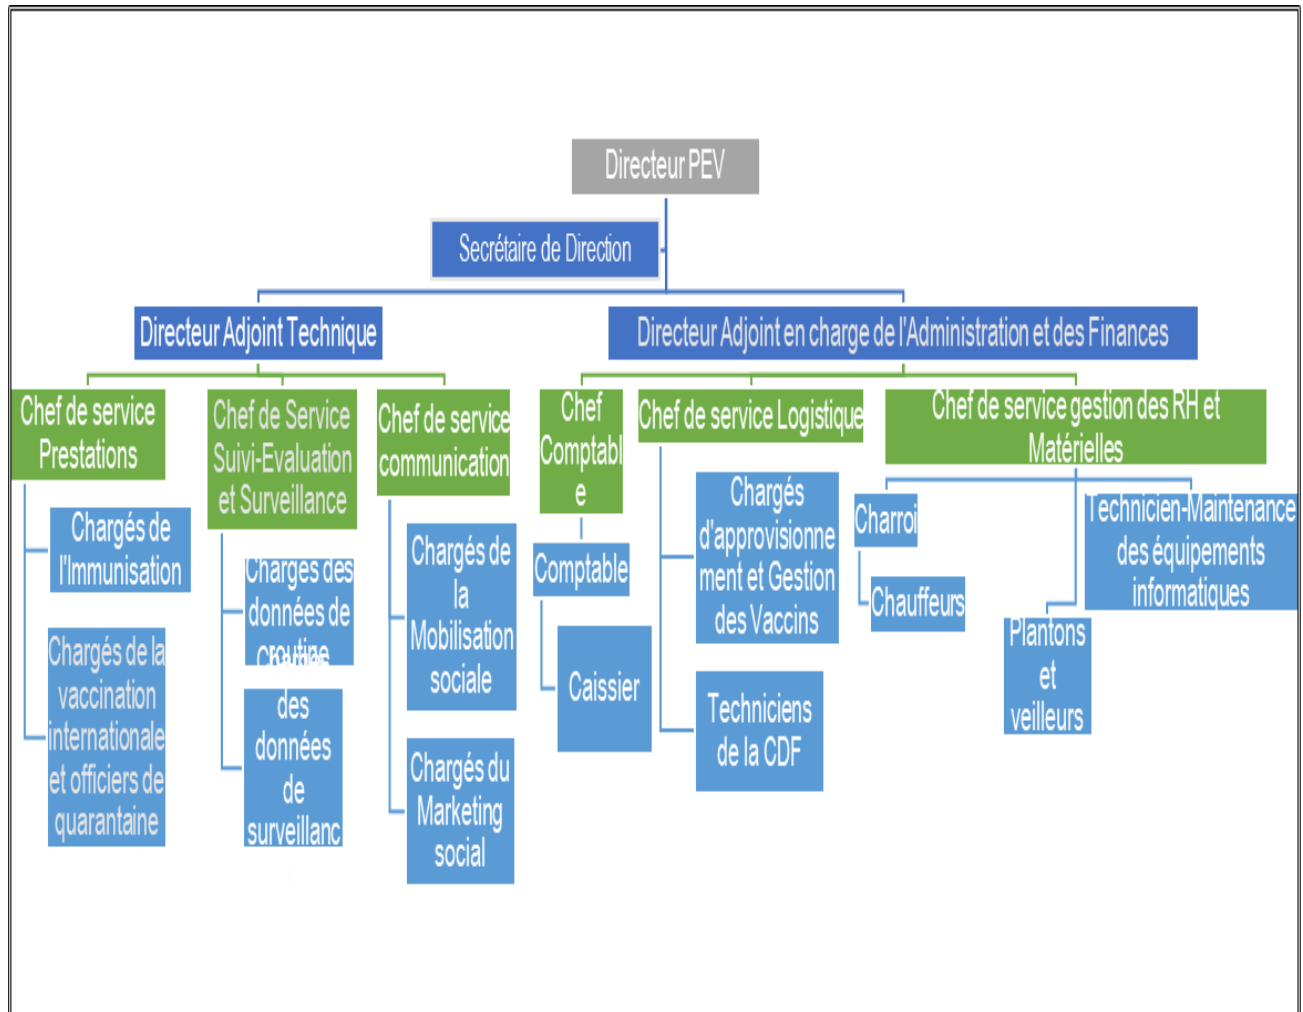 Directeur PEV
Secrétaire de Direction
Directeur Adjoint Technique
Directeur Adjoint en charge de l'Administration et des Finances
Chef de service
Prestations
Chef de Service
Suivi-Evaluation
et Surveillance
Chef de service
communication
Chef
Comptabl
e
Chef de service Logistique
Chef de service gestion des RH et
Matérielles
Chargés de
l'Immunisation
Chargés de la
vaccination
internationale
et officiers de
quarantaine
Chargés des
données de
routine
Chargés
des
données
de
surveillanc
Chargés de
la
Mobilisation
sociale
Chargés du
Marketing
social
Comptable
Caissier
Chargés
d'approvisionne
ment et Gestion
des Vaccins
Techniciens
de la CDF
Charroi
Chauffeurs
Plantons
et
veilleurs
Technicien-Maintenance
des équipements
informatiques